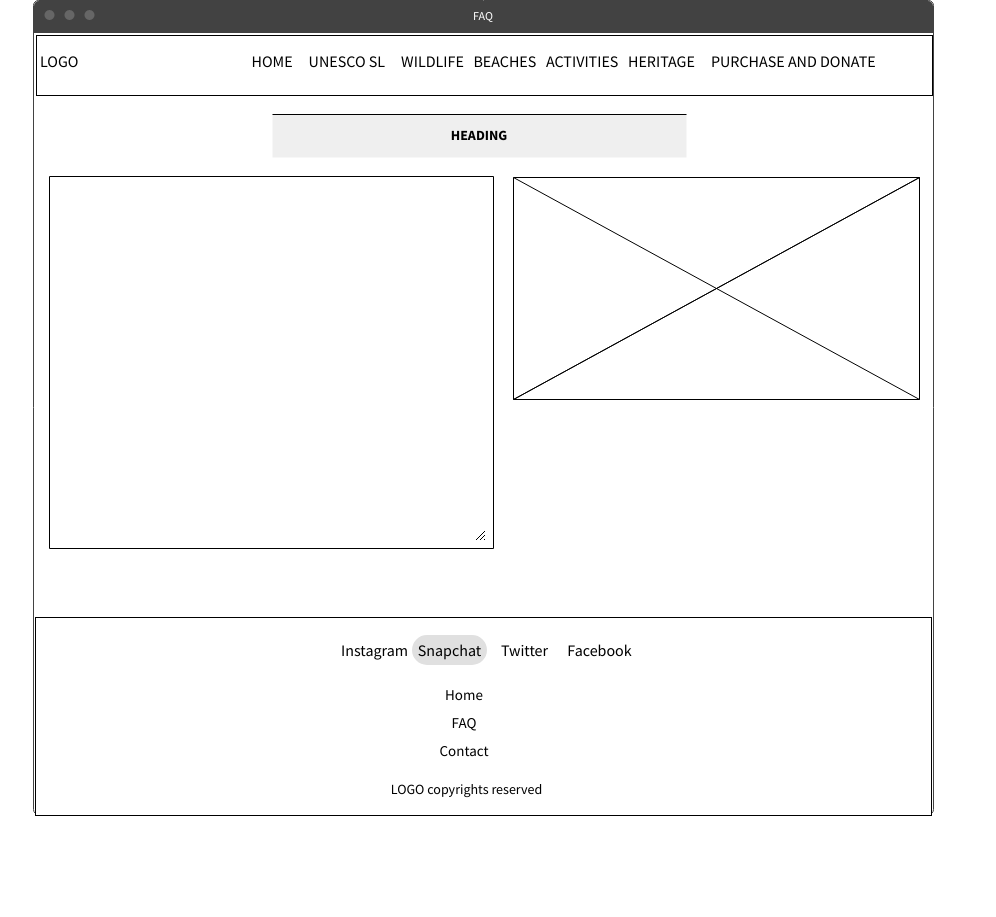 FAQ
LOGO HOME UNESCO SL WILDLIFE BEACHES ACTIVITIES HERITAGE PURCHASE AND DONATE
HEADING
Instagram Snapchat Twitter Facebook
Home
FAQ
Contact
LOGO copyrights reserved